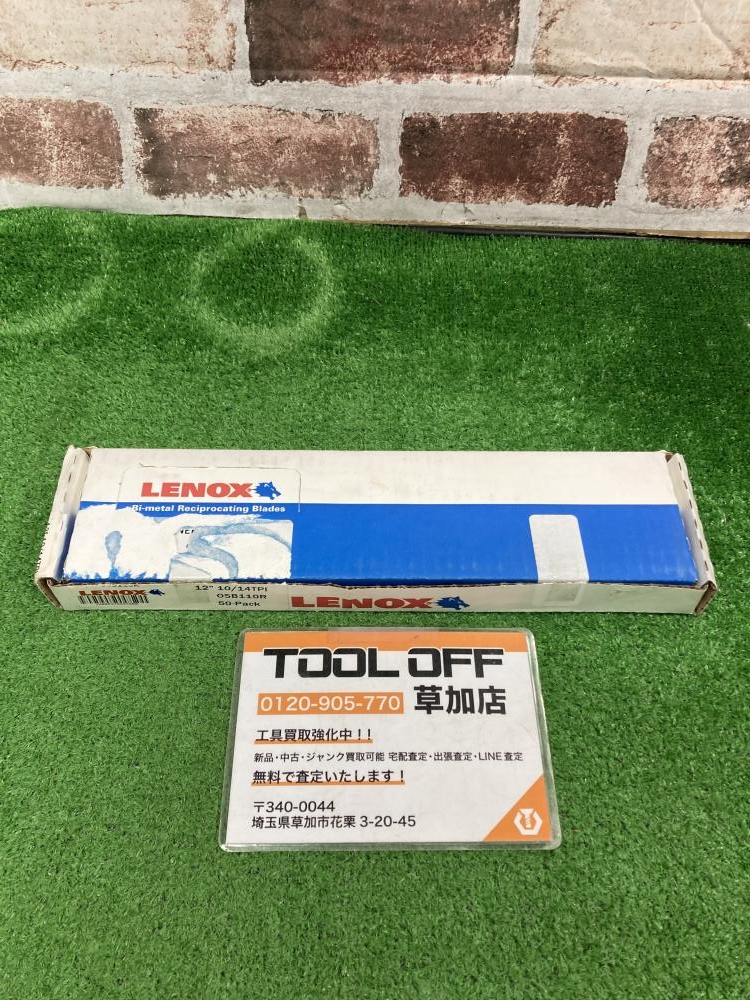 LENOX
Bi-metal Reciprocating Blades
LENOX
12" 10/14TPI
OSB110R
50-Pack
LENOX
TOOL OFF
0120-905-770 草加店
工具買取強化中！！
新品・中古・ジャンク買取可能 宅配査定・出張査定・LINE査定
無料で査定いたします！
〒340-0044
埼玉県草加市花栗 3-20-45